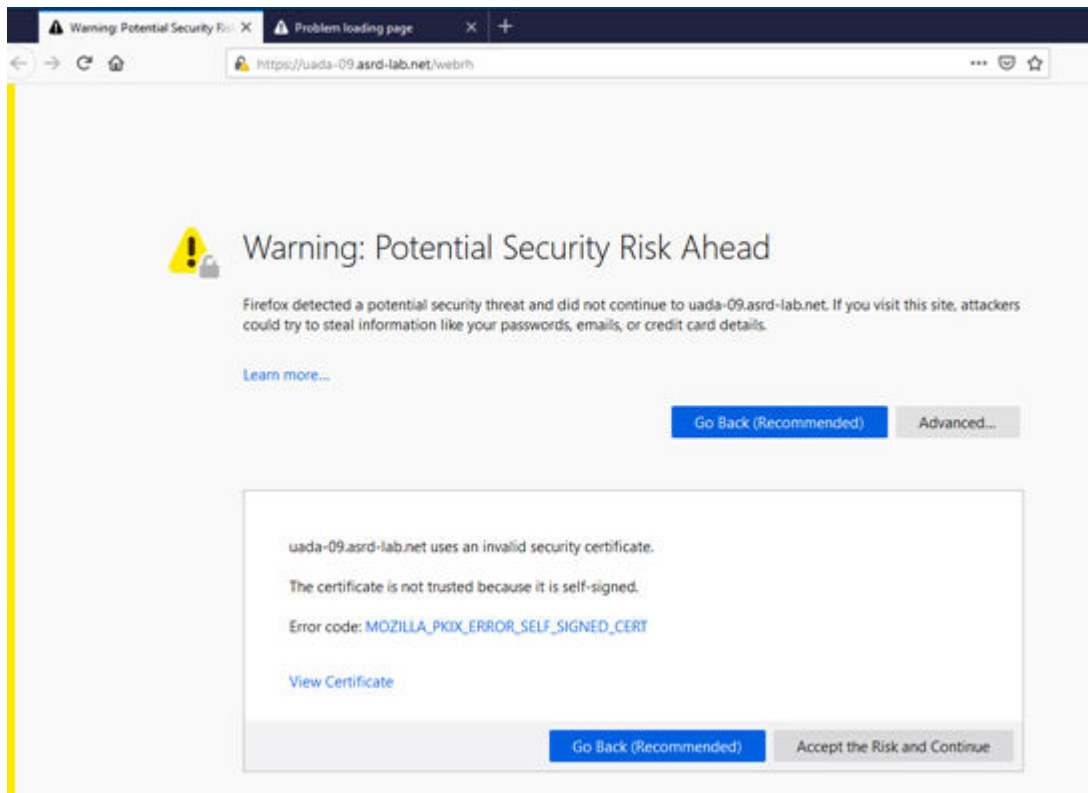 Warning: Potential Security Ris
Problem loading page
https://uada-09.asrd-lab.net/webrh
Warning: Potential Security Risk Ahead
Firefox detected a potential security threat and did not continue to uada-09.asrd-lab.net. If you visit this site, attackers
could try to steal information like your passwords, emails, or credit card details.
Learn more...
Go Back (Recommended)
Advanced...
uada-09.asrd-lab.net uses an invalid security certificate.
The certificate is not trusted because it is self-signed.
Error code: MOZILLA_PKIX_ERROR_SELF_SIGNED_CERT
View Certificate
Go Back (Recommended)
Accept the Risk and Continue